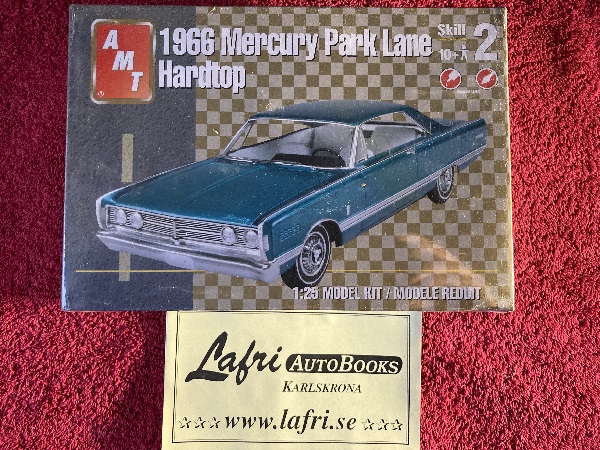 AMT
1966 Mercury Park Lane
Hardtop
Skill
2
10+
1:25 MODEL KIT / MODELE REDUIT
Lafri AUTOBOOKS
KARLSKRONA
☆☆☆ www.lafri.se ☆☆☆